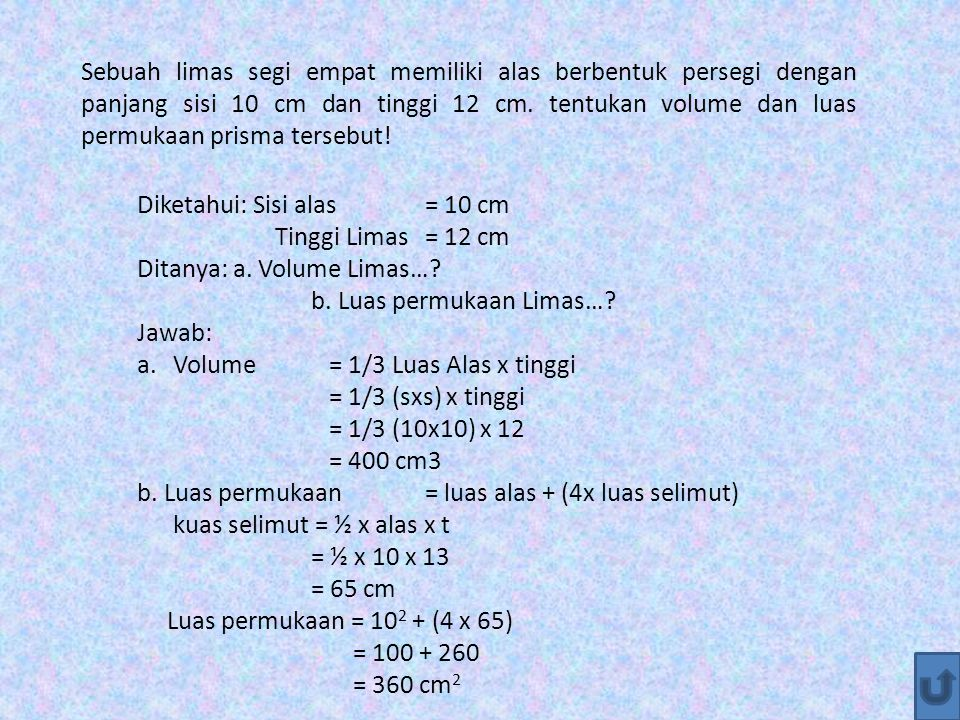 Sebuah limas segi empat memiliki alas berbentuk persegi dengan
panjang sisi 10 cm dan tinggi 12 cm. tentukan volume dan luas
permukaan prisma tersebut!
Diketahui: Sisi alas = 10 cm
Tinggi Limas = 12 cm
Ditanya: a. Volume Limas…?
b. Luas permukaan Limas…?
Jawab:
a. Volume = 1/3 Luas Alas x tinggi
= 1/3 (sxs) x tinggi
= 1/3 (10x10) x 12
= 400 cm3
b. Luas permukaan = luas alas + (4x luas selimut)
kuas selimut = ½ x alas x t
= ½ x 10 x 13
= 65 cm
Luas permukaan = 10² + (4 x 65)
= 100 + 260
= 360 cm²